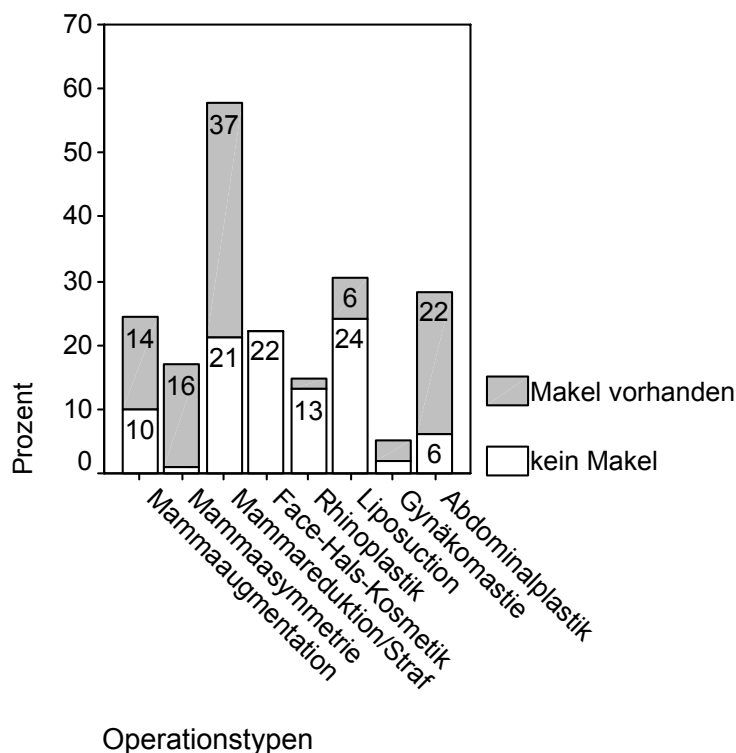 70
60
50
40
30
20
10
0
Prozent
14
10
16
37
21
22
13
6
24
22
6
Makel vorhanden
kein Makel
Mammaaugmentation
Mammaasymmetrie
Mammareduktion/Straf
Face-Hals-Kosmetik
Rhinoplastik
Liposuction
Gynäkomastie
Abdominalplastik
Operationstypen